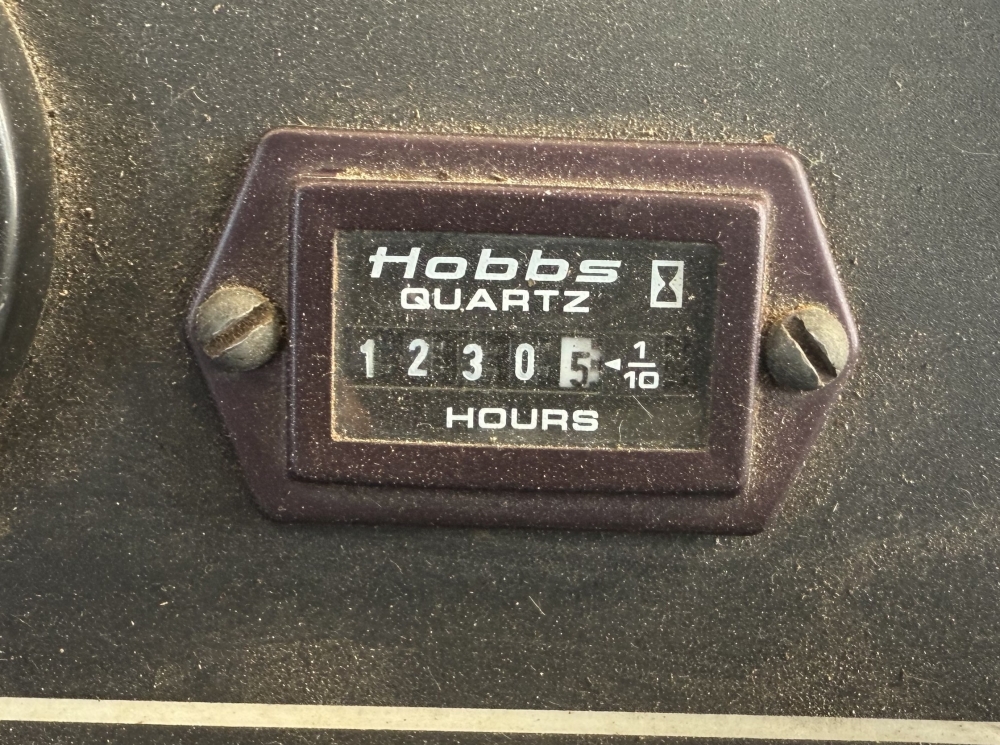 Hobbs
QUARTZ
1 2 3 0 5 ◄ 1/10
HOURS